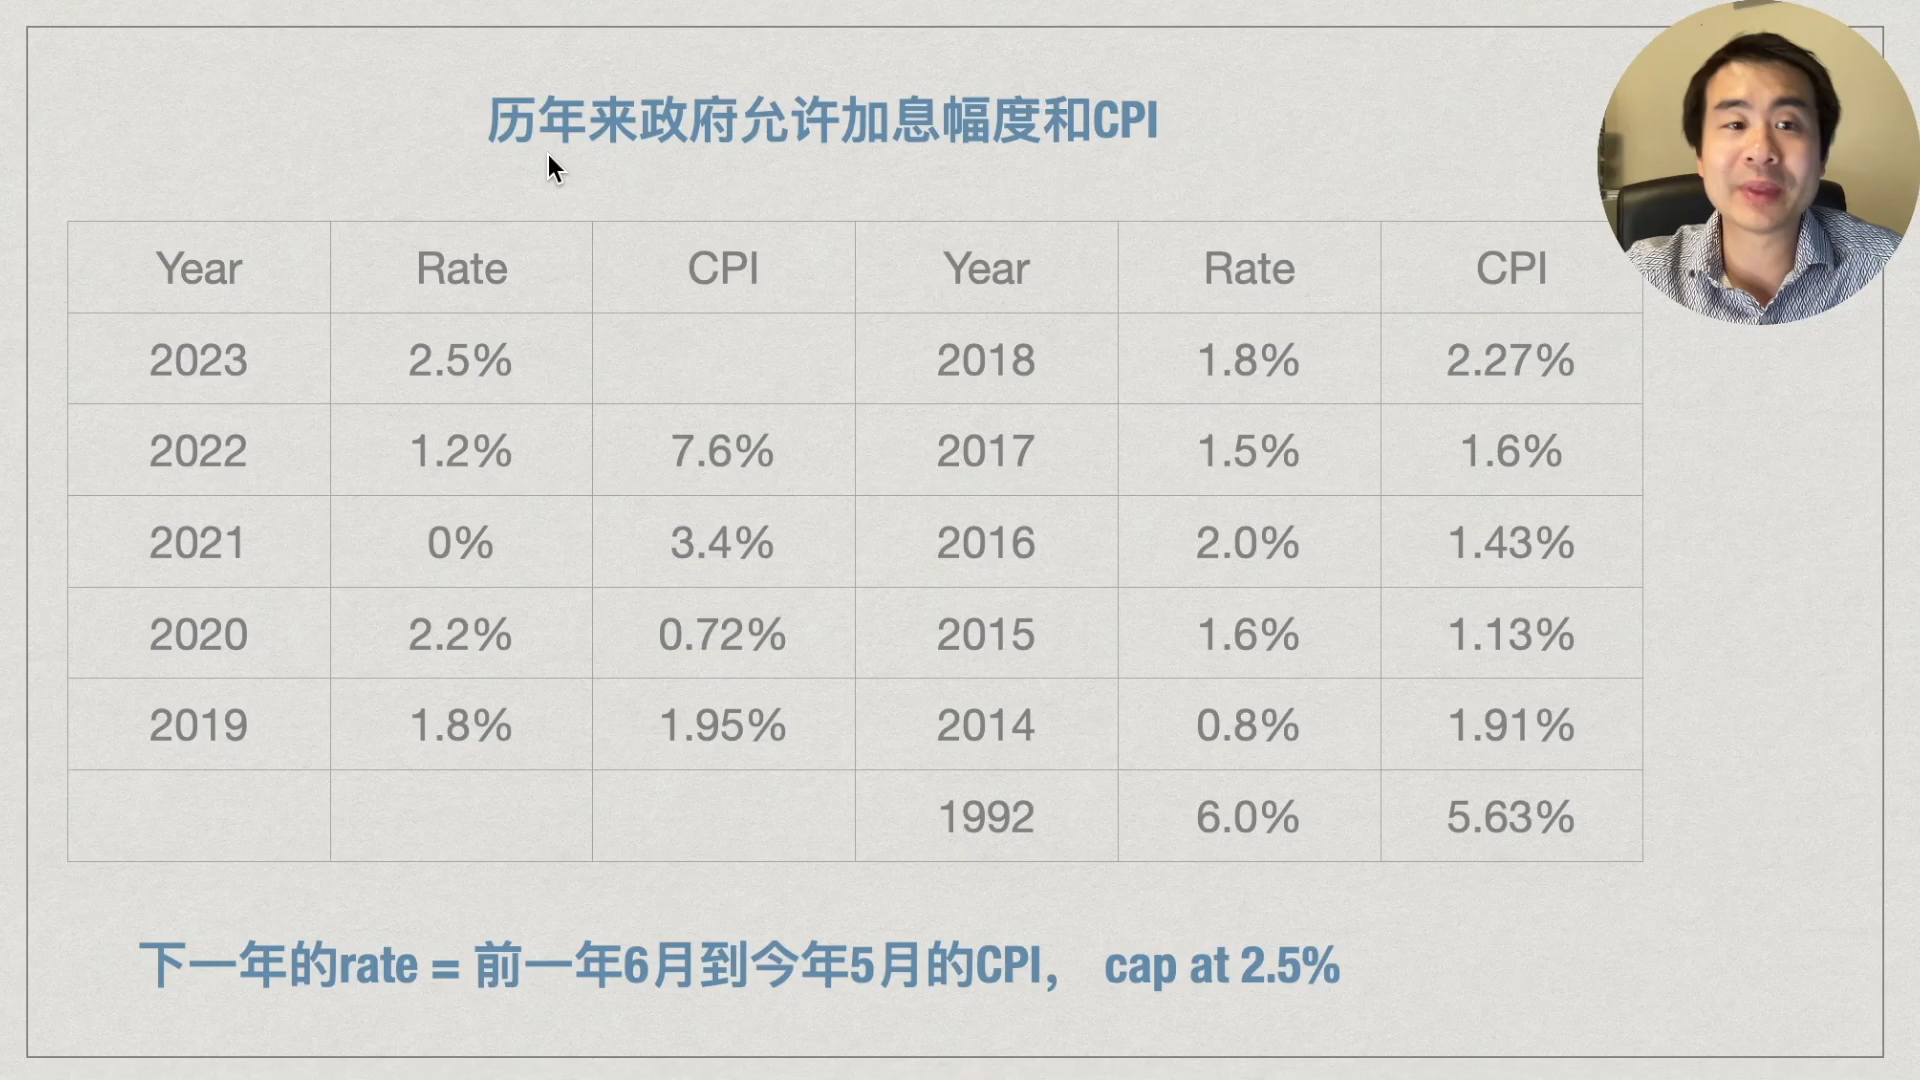 历年来政府允许加息幅度和CPI
Year Rate CPI Year Rate CPI
2023 2.5% 2018 1.8% 2.27%
2022 1.2% 7.6% 2017 1.5% 1.6%
2021 0% 3.4% 2016 2.0% 1.43%
2020 2.2% 0.72% 2015 1.6% 1.13%
2019 1.8% 1.95% 2014 0.8% 1.91%
1992 6.0% 5.63%
下一年的rate = 前一年6月到今年5月的CPI， cap at 2.5%